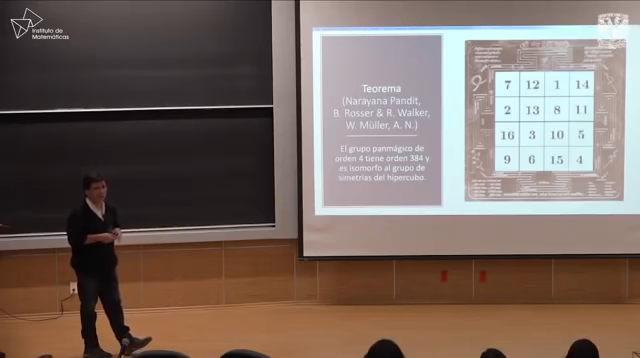 Instituto de
Matemáticas
Teorema
(Narayana Pandit,
B. Rosser & R. Walker,
W. Müller, A. N.)
El grupo panmágico de
orden 4 tiene orden 384 y
es isomorfo al grupo de
simetrías del hipercubo.
7 12 1 14
2 13 8 11
16 3 10 5
9 6 15 4